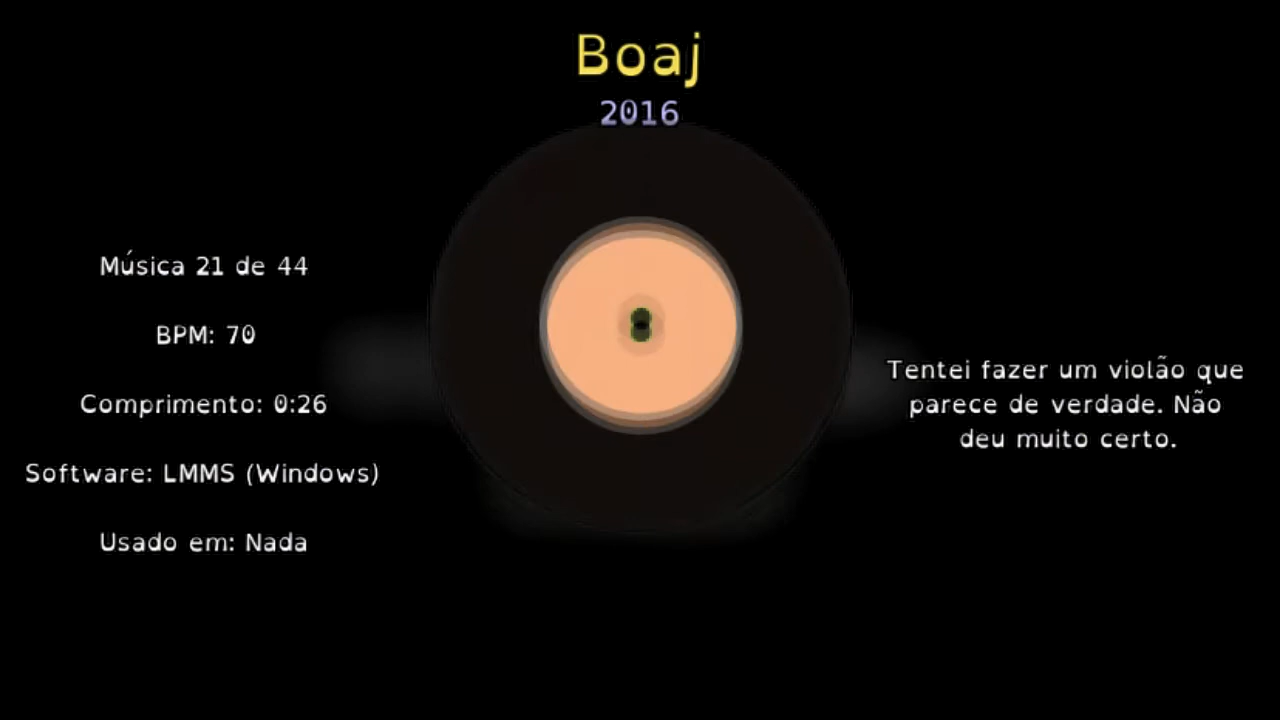 Boaj
2016
Música 21 de 44
BPM: 70
Comprimento: 0:26
Software: LMMS (Windows)
Usado em: Nada
Tentei fazer um violão que
parece de verdade. Não
deu muito certo.